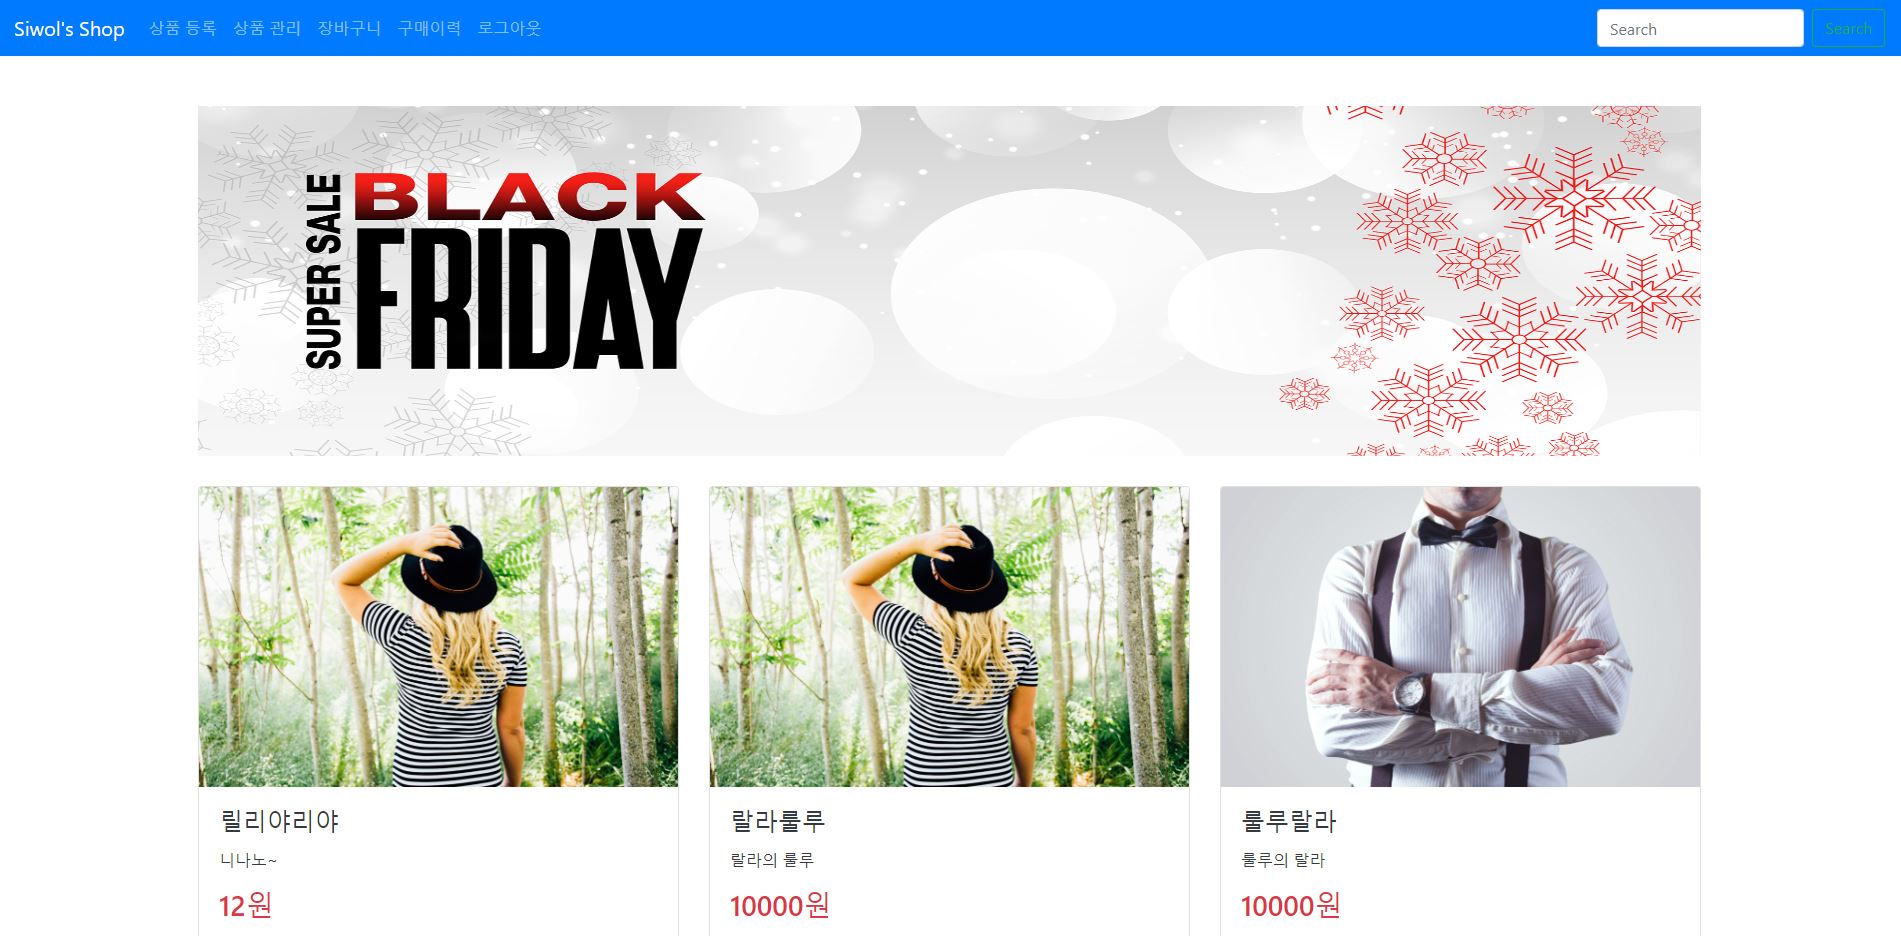 Siwol's Shop 상품 등록 상품 관리 장바구니 구매이력 로그아웃 Search Search
SUPER SALE
BLACK
FRIDAY
릴리야리야
니나노~
12원
랄라룰루
랄라의 룰루
10000원
룰루랄라
룰루의 랄라
10000원